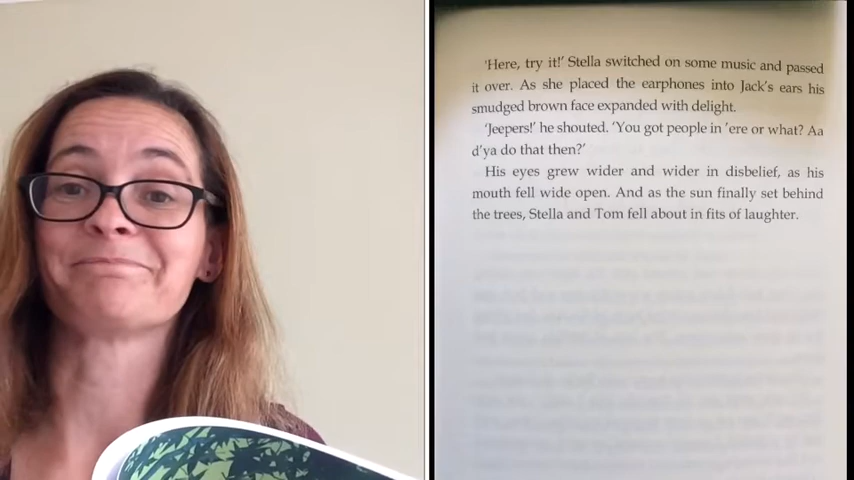 'Here, try it!' Stella switched on some music and passed
it over. As she placed the earphones into Jack's ears his
smudged brown face expanded with delight.
'Jeepers!' he shouted. 'You got people in 'ere or what? Aa
d'ya do that then?'
His eyes grew wider and wider in disbelief, as his
mouth fell wide open. And as the sun finally set behind
the trees, Stella and Tom fell about in fits of laughter.